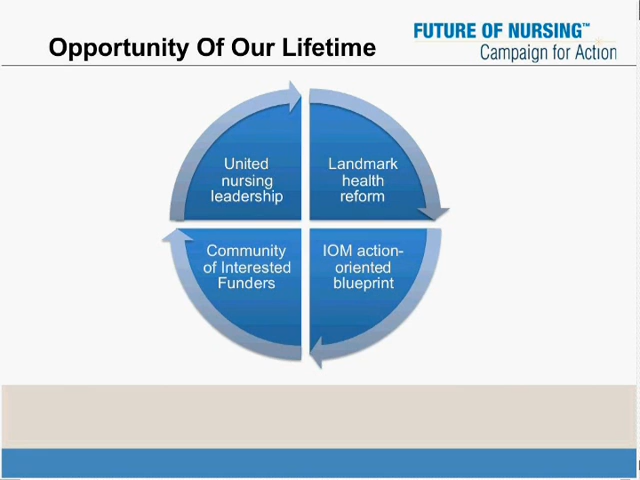 Opportunity Of Our Lifetime
FUTURE OF NURSING™
Campaign for Action
United
nursing
leadership
Landmark
health
reform
Community
of Interested
Funders
IOM action-
oriented
blueprint